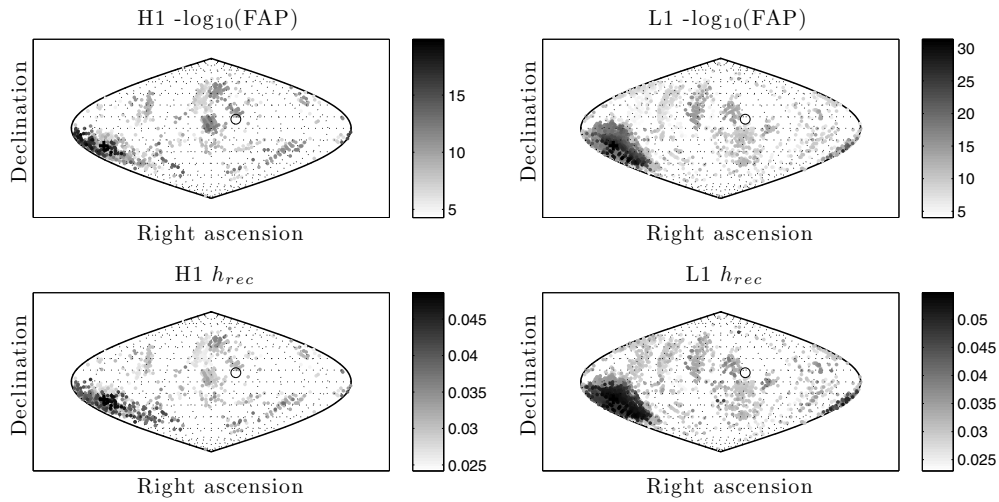 H1 -log₁₀(FAP)
Declination
Right ascension
15
10
5
L1 -log₁₀(FAP)
Declination
Right ascension
30
25
20
15
10
5
H1 h_rec
Declination
Right ascension
0.045
0.04
0.035
0.03
0.025
L1 h_rec
Declination
Right ascension
0.05
0.045
0.04
0.035
0.03
0.025